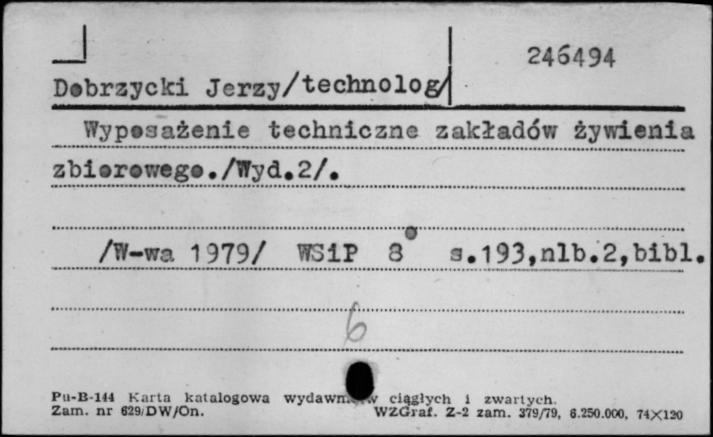 246494
Dobrzycki Jerzy/technolog/
Wyposażenie techniczne zakładów żywienia
zbiorowego./Wyd.2/.
/W-wa 1979/ WSiP 8° s.193,nlb.2,bibl.
6
Pu-B-144 Karta katalogowa ciągłych i zwartych.
Zam. nr 629/DW/On. WZGraf. Z-2 zam. 379/79, 6.250.000, 74×120